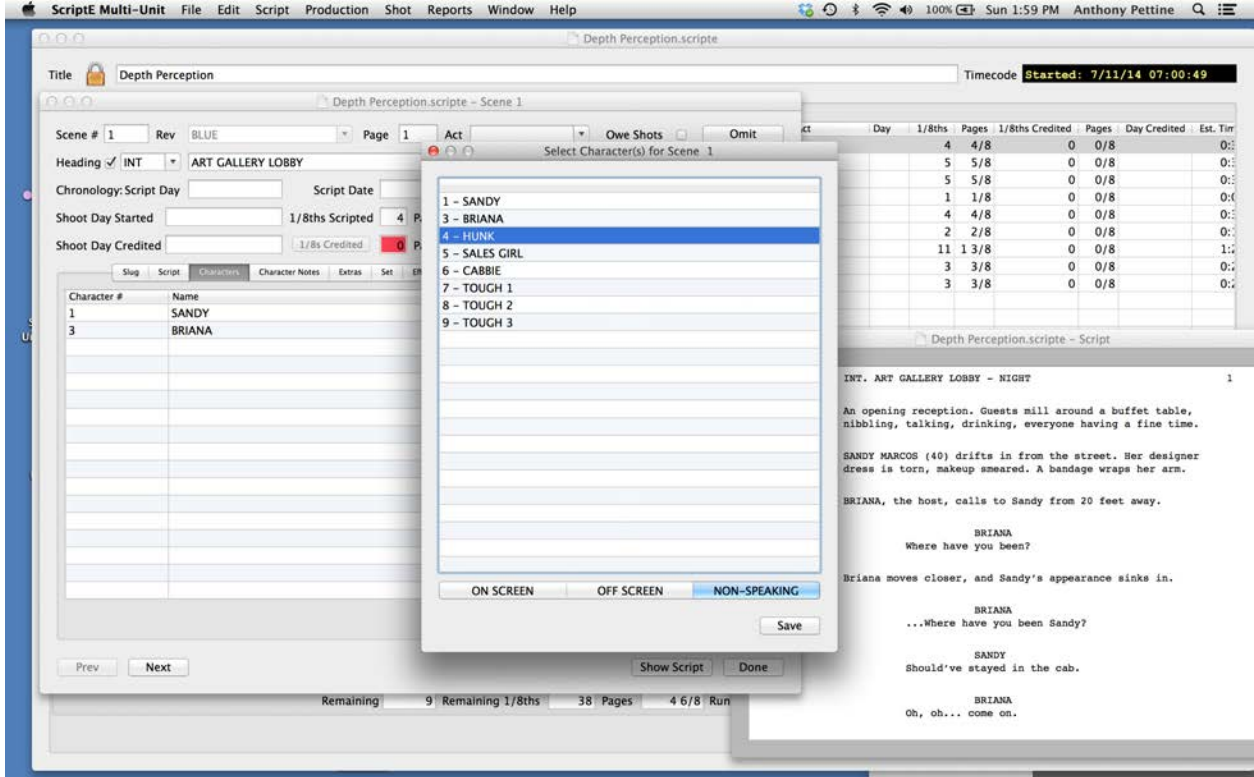 ScriptE Multi-Unit File Edit Script Production Shot Reports Window Help 100% Sun 1:59 PM Anthony Pettine
Depth Perception.scripte
Title Depth Perception Timecode Started: 7/11/14 07:00:49
Depth Perception.scripte – Scene 1
Scene # 1 Rev BLUE Page 1 Act Owe Shots Omit
Day 1/8ths Pages 1/8ths Credited Pages Day Credited Est. Tim
Select Character(s) for Scene 1
Heading INT ART GALLERY LOBBY
Chronology: Script Day Script Date
Shoot Day Started 1/8ths Scripted 4
Shoot Day Credited 1/8s Credited 0
Slug Script Characters Character Notes Extras Set
Character # Name
1 SANDY
3 BRIANA
1 – SANDY
3 – BRIANA
4 – HUNK
5 – SALES GIRL
6 – CABBIE
7 – TOUGH 1
8 – TOUGH 2
9 – TOUGH 3
ON SCREEN OFF SCREEN NON-SPEAKING
Save
4 4/8 0 0/8
5 5/8 0 0/8
5 5/8 0 0/8
1 1/8 0 0/8
4 4/8 0 0/8
2 2/8 0 0/8
11 1 3/8 0 0/8
3 3/8 0 0/8
3 3/8 0 0/8
Prev Next Show Script Done
Remaining 9 Remaining 1/8ths 38 Pages 4 6/8 Run
Depth Perception.scripte – Script
INT. ART GALLERY LOBBY - NIGHT 1
An opening reception. Guests mill around a buffet table,
nibbling, talking, drinking, everyone having a fine time.
SANDY MARCOS (40) drifts in from the street. Her designer
dress is torn, makeup smeared. A bandage wraps her arm.
BRIANA, the host, calls to Sandy from 20 feet away.
BRIANA
Where have you been?
Briana moves closer, and Sandy's appearance sinks in.
BRIANA
...Where have you been Sandy?
SANDY
Should've stayed in the cab.
BRIANA
Oh, oh... come on.